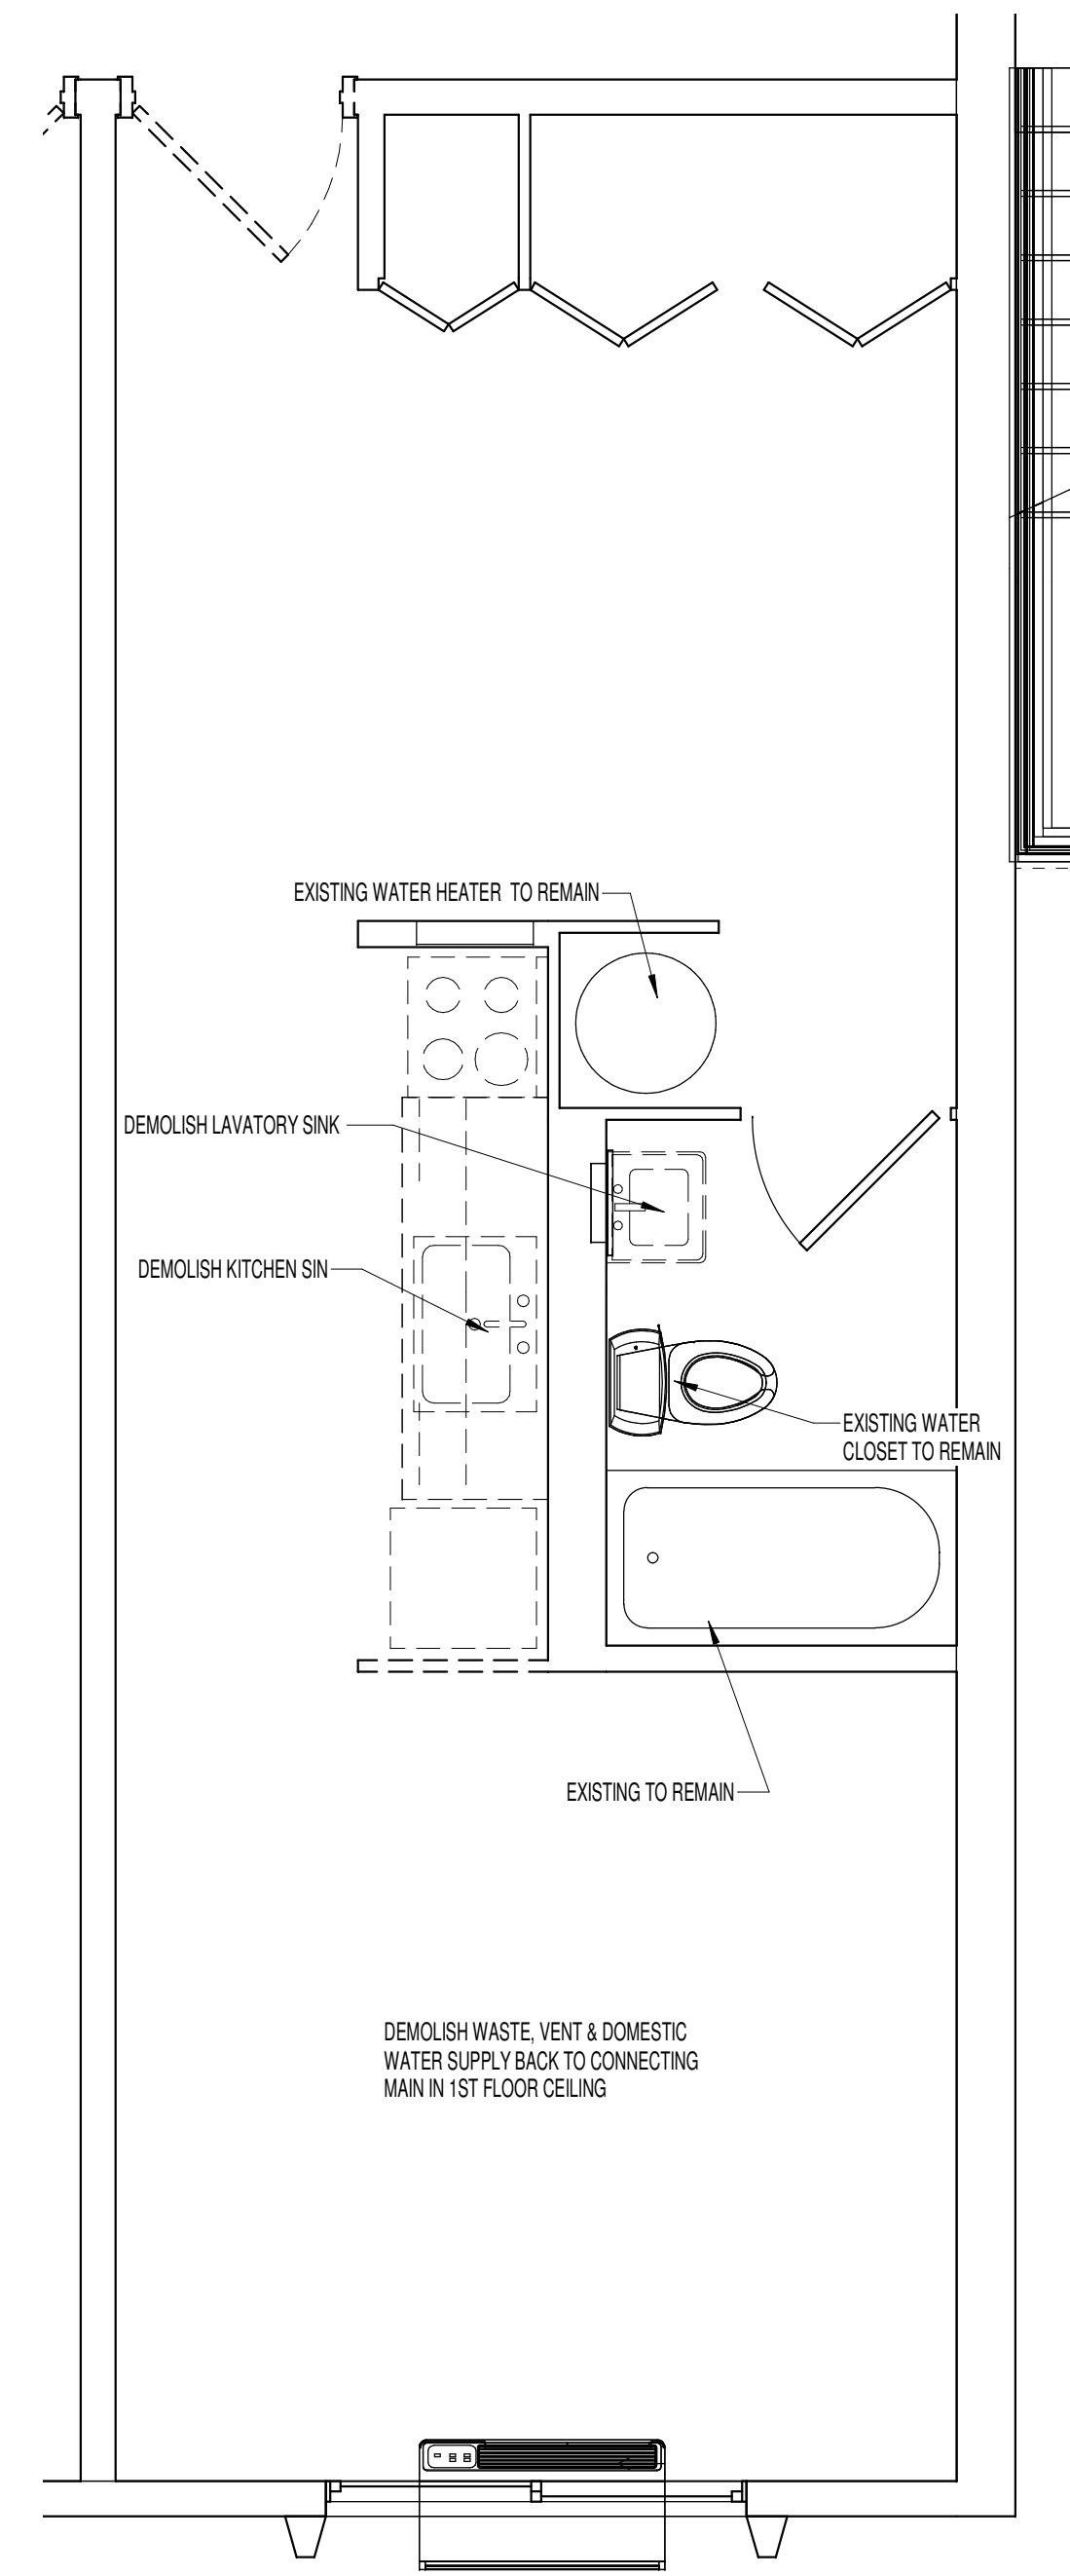 EXISTING WATER HEATER TO REMAIN
DEMOLISH LAVATORY SINK
DEMOLISH KITCHEN SIN
EXISTING WATER
CLOSET TO REMAIN
EXISTING TO REMAIN
DEMOLISH WASTE, VENT & DOMESTIC
WATER SUPPLY BACK TO CONNECTING
MAIN IN 1ST FLOOR CEILING